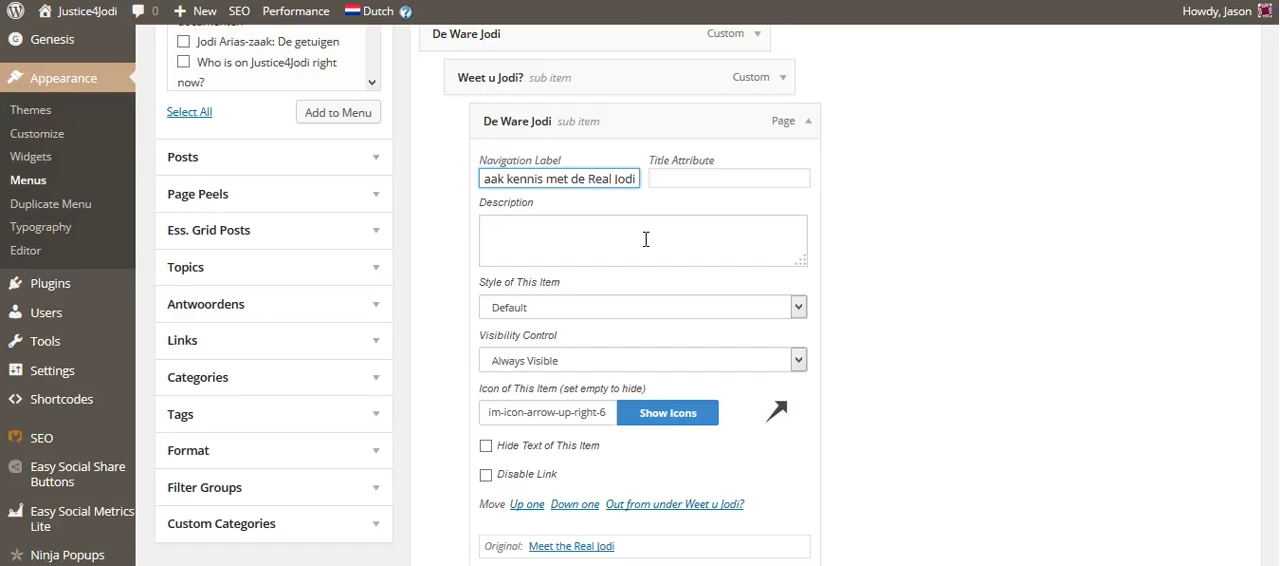 Justice4Jodi 0 New SEO Performance Dutch Howdy, Jason
Genesis
Appearance
Themes
Customize
Widgets
Menus
Duplicate Menu
Typography
Editor
Plugins
Users
Tools
Settings
Shortcodes
SEO
Easy Social Share
Buttons
Easy Social Metrics
Lite
Ninja Popups
Jodi Arias-zaak: De getuigen
Who is on Justice4Jodi right
now?
Select All Add to Menu
Posts
Page Peels
Ess. Grid Posts
Topics
Antwoorden
Links
Categories
Tags
Format
Filter Groups
Custom Categories
De Ware Jodi Custom
Weet u Jodi? sub item Custom
De Ware Jodi sub item Page
Navigation Label Title Attribute
aak kennis met de Real Jodi
Description
Style of This Item
Default
Visibility Control
Always Visible
Icon of This Item (set empty to hide)
im-icon-arrow-up-right-6 Show Icons
Hide Text of This Item
Disable Link
Move Up one Down one Out from under Weet u Jodi?
Original: Meet the Real Jodi